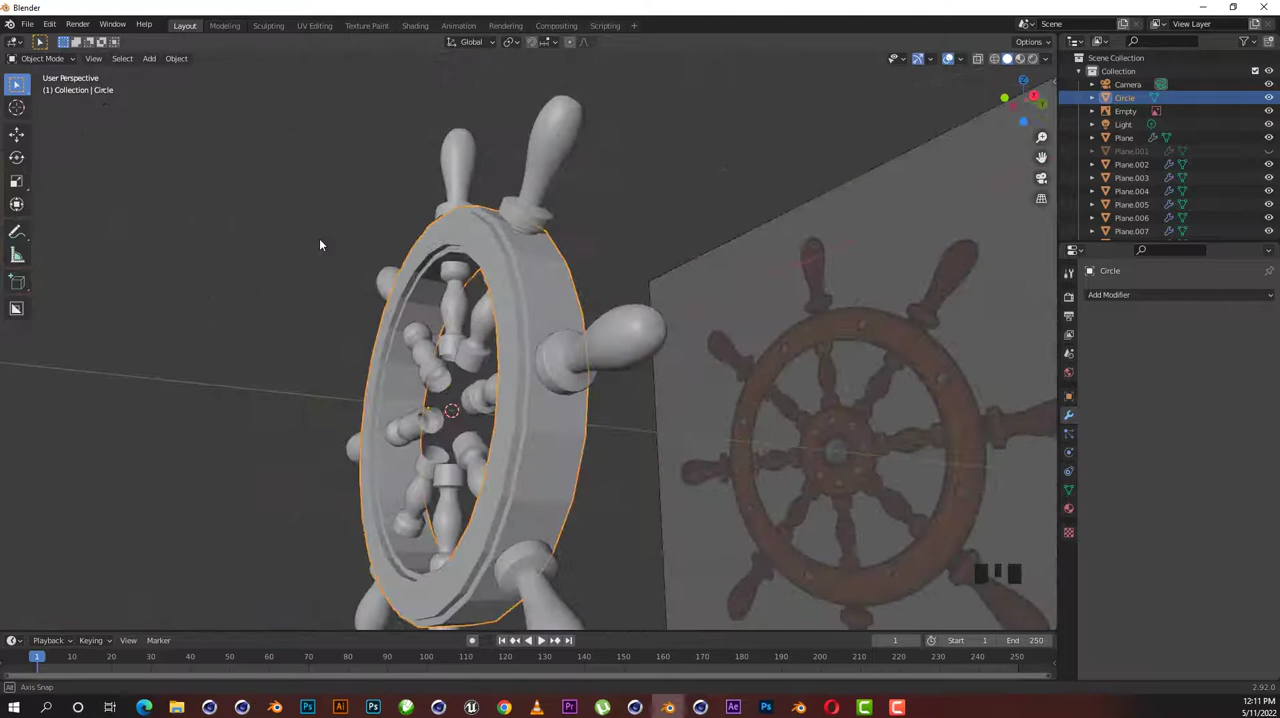 Blender
File Edit Render Window Help Layout Modeling Sculpting UV Editing Texture Paint Shading Animation Rendering Compositing Scripting + Scene View Layer
Global Options
Object Mode View Select Add Object
User Perspective
(1) Collection | Circle
Scene Collection
Collection
Camera
Circle
Empty
Light
Plane
Plane.001
Plane.002
Plane.003
Plane.004
Plane.005
Plane.006
Plane.007
Circle
Add Modifier
Playback Keying View Marker 1 Start 1 End 250
1 10 20 30 40 50 60 70 80 90 100 110 120 130 140 150 160 170 180 190 200 210 220 230 240 250
Axis Snap 2.92.0
12:11 PM
5/11/2022